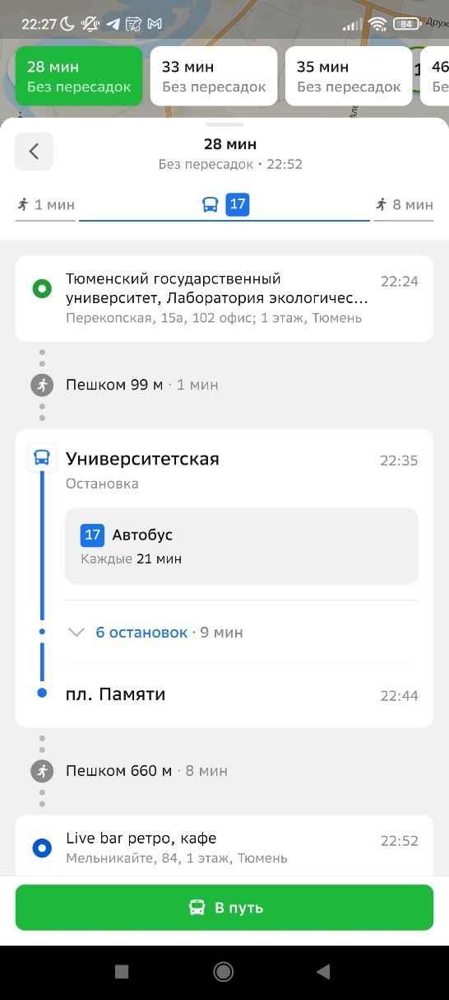 22:27
84
Друж
28 мин
Без пересадок
33 мин
Без пересадок
35 мин
Без пересадок
1
46
Бе
Але
28 мин
Без пересадок • 22:52
1 мин
17
8 мин
Тюменский государственный
университет, Лаборатория экологичес...
22:24
Перекопская, 15а, 102 офис; 1 этаж, Тюмень
Пешком 99 м · 1 мин
Университетская
22:35
Остановка
17 Автобус
Каждые 21 мин
6 остановок · 9 мин
пл. Памяти
22:44
Пешком 660 м · 8 мин
Live bar ретро, кафе
22:52
Мельникайте, 84, 1 этаж, Тюмень
В путь